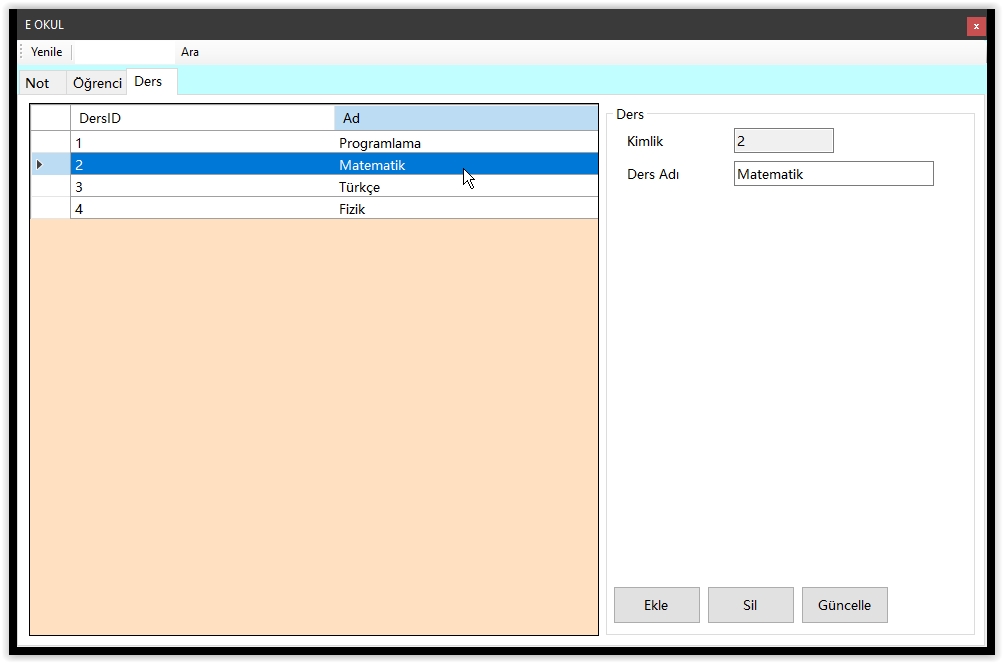 E OKUL
x
Yenile Ara
Not Öğrenci Ders
DersID Ad
1 Programlama
2 Matematik
3 Türkçe
4 Fizik
Ders
Kimlik 2
Ders Adı Matematik
Ekle Sil Güncelle